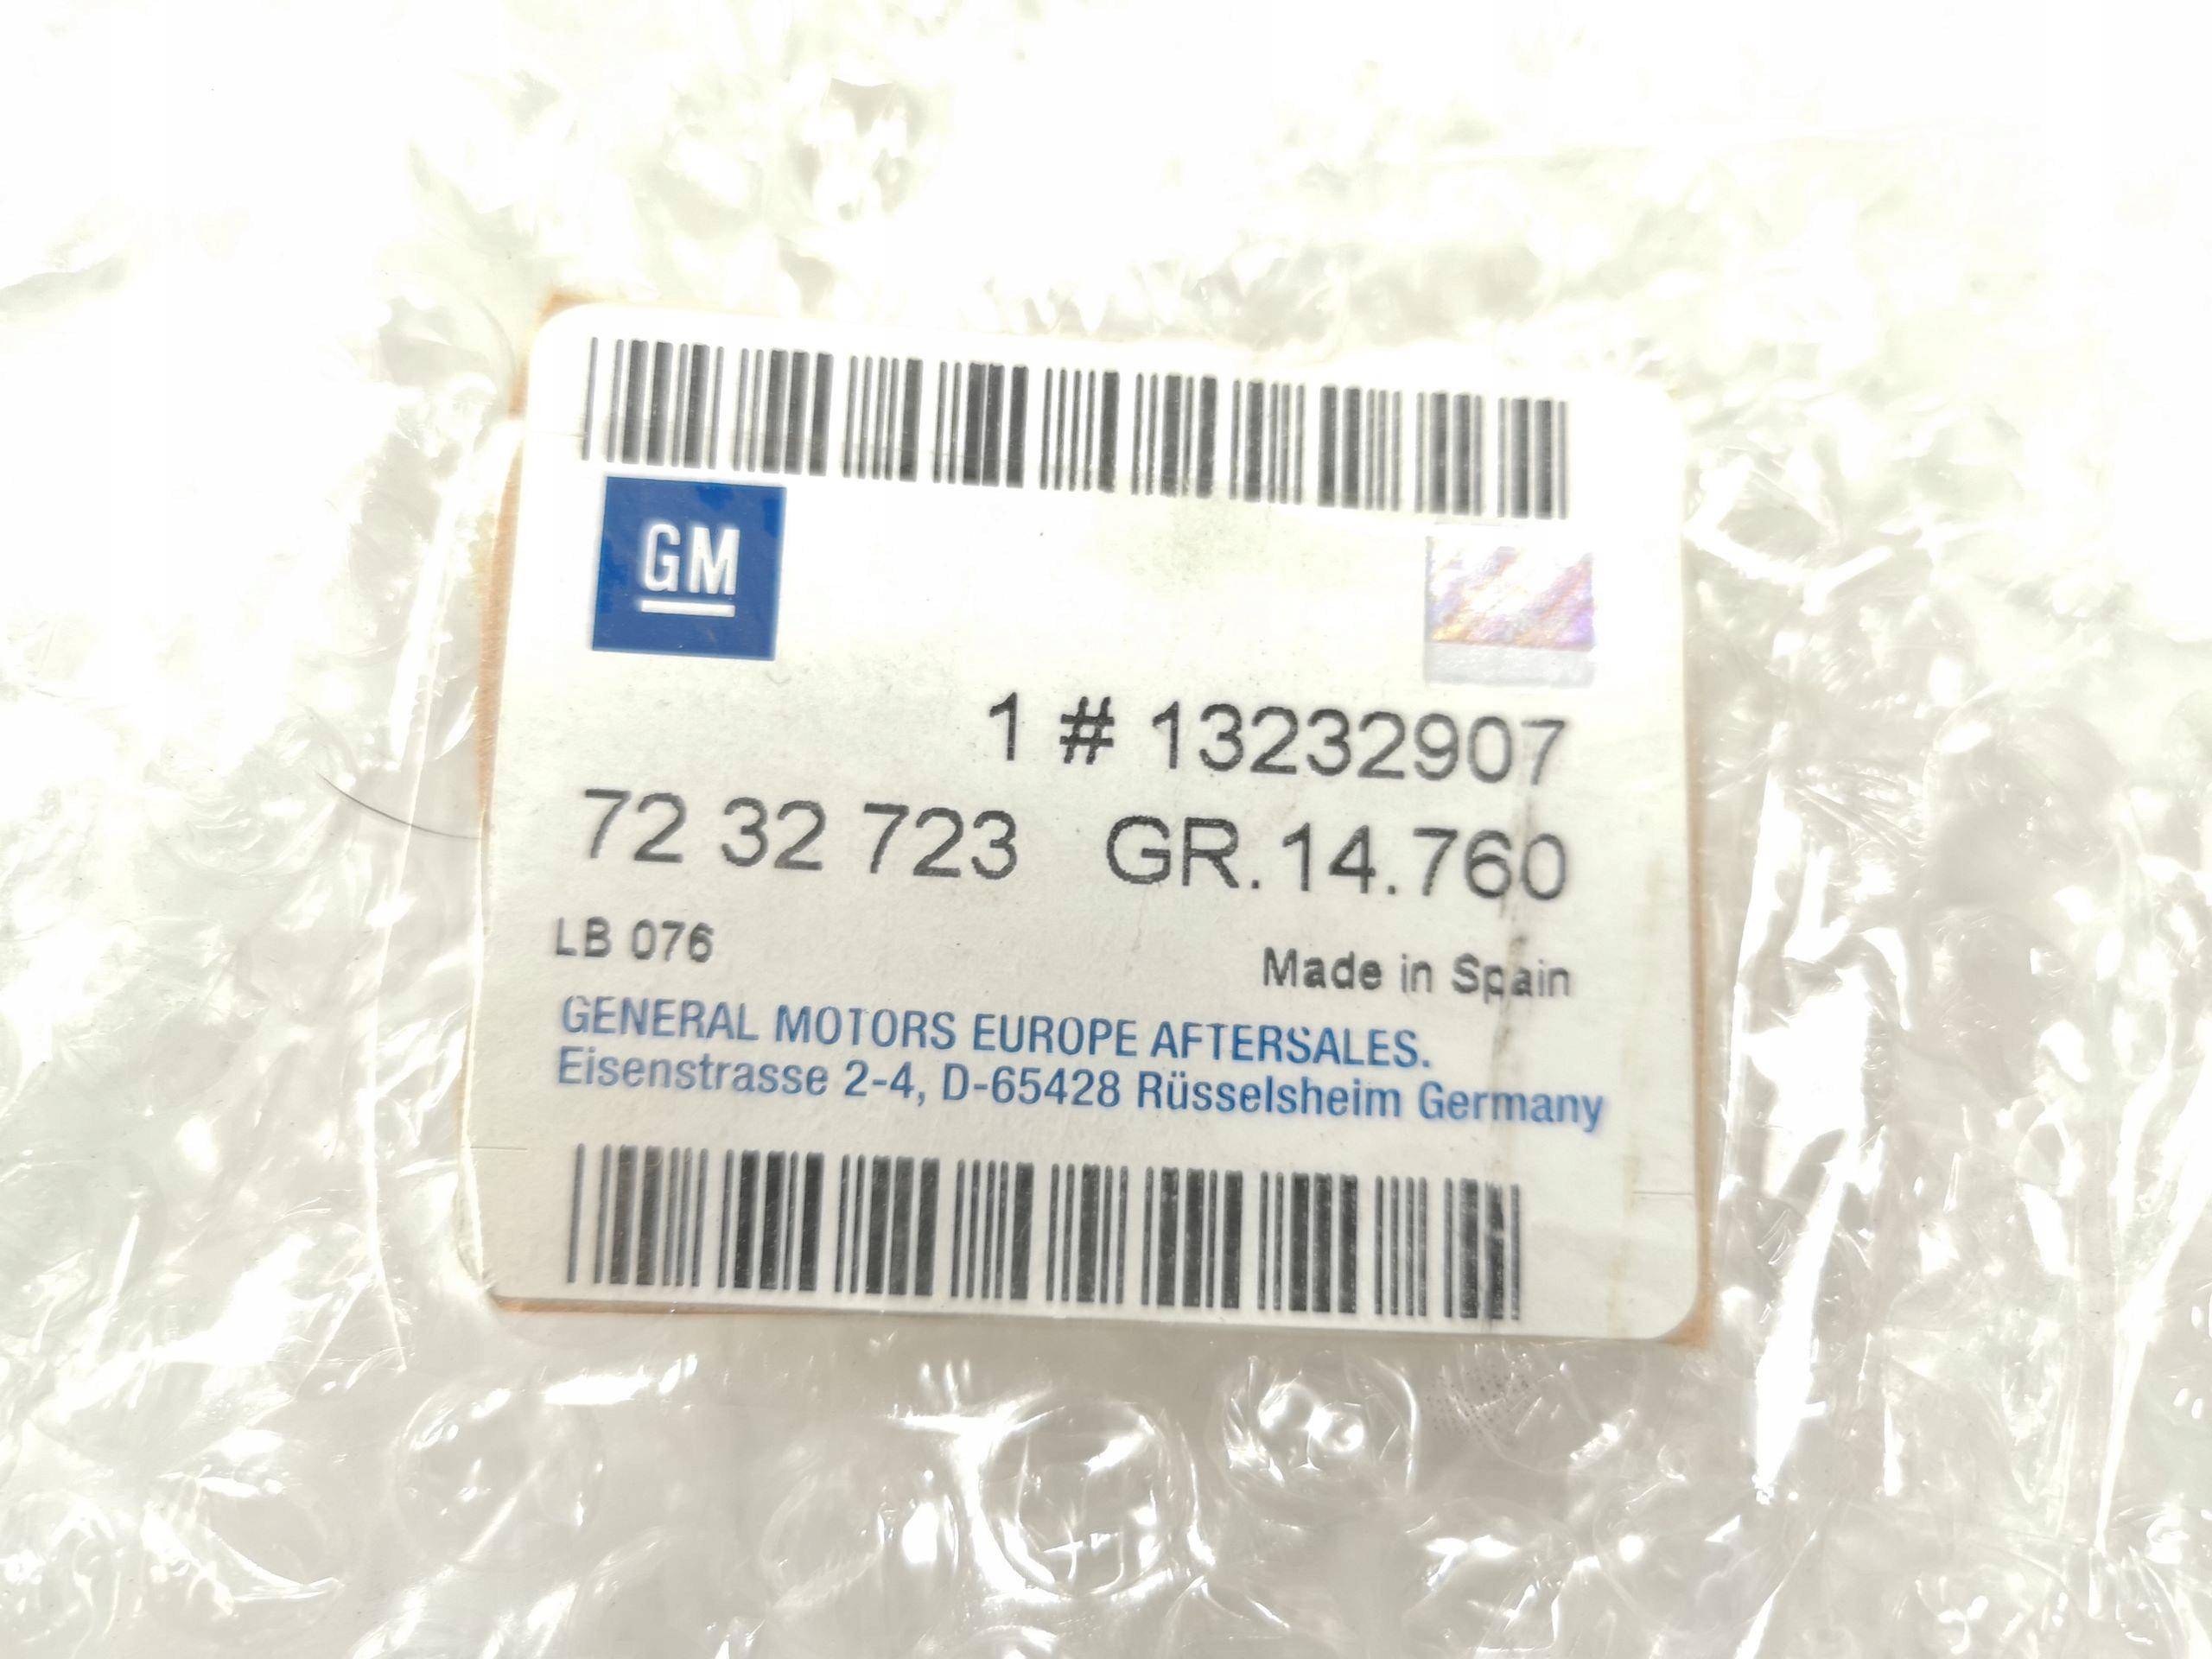 GM
1 # 13232907
72 32 723 GR.14.760
LB 076 Made in Spain
GENERAL MOTORS EUROPE AFTERSALES.
Eisenstrasse 2-4, D-65428 Rüsselsheim Germany